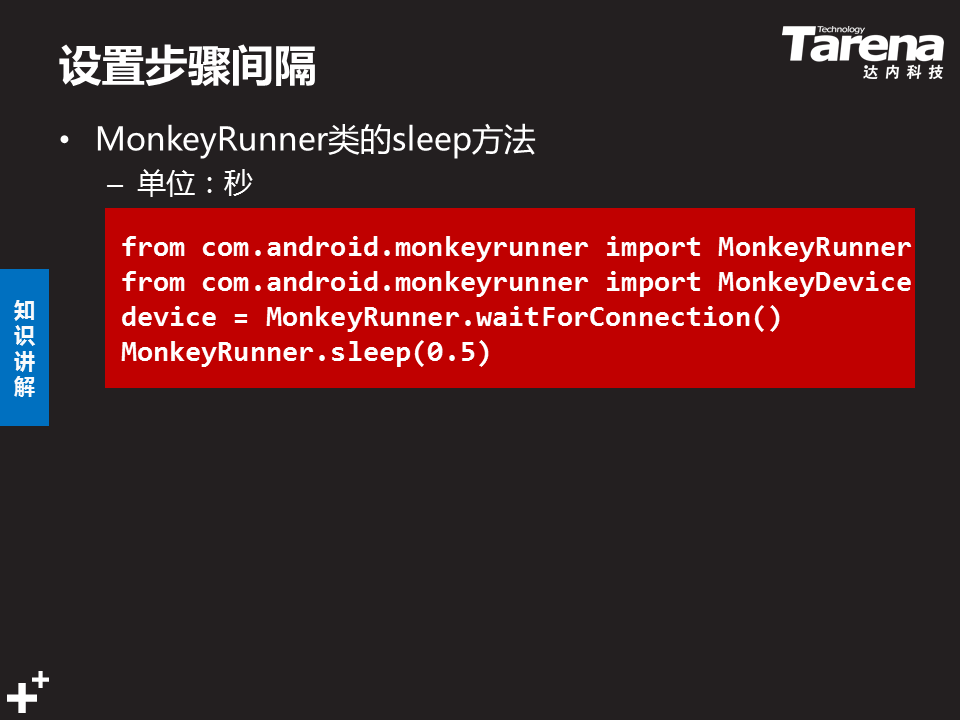 设置步骤间隔
Technology
Tarena
达内科技
• MonkeyRunner类的sleep方法
– 单位：秒
from com.android.monkeyrunner import MonkeyRunner
from com.android.monkeyrunner import MonkeyDevice
device = MonkeyRunner.waitForConnection()
MonkeyRunner.sleep(0.5)
知
识
讲
解